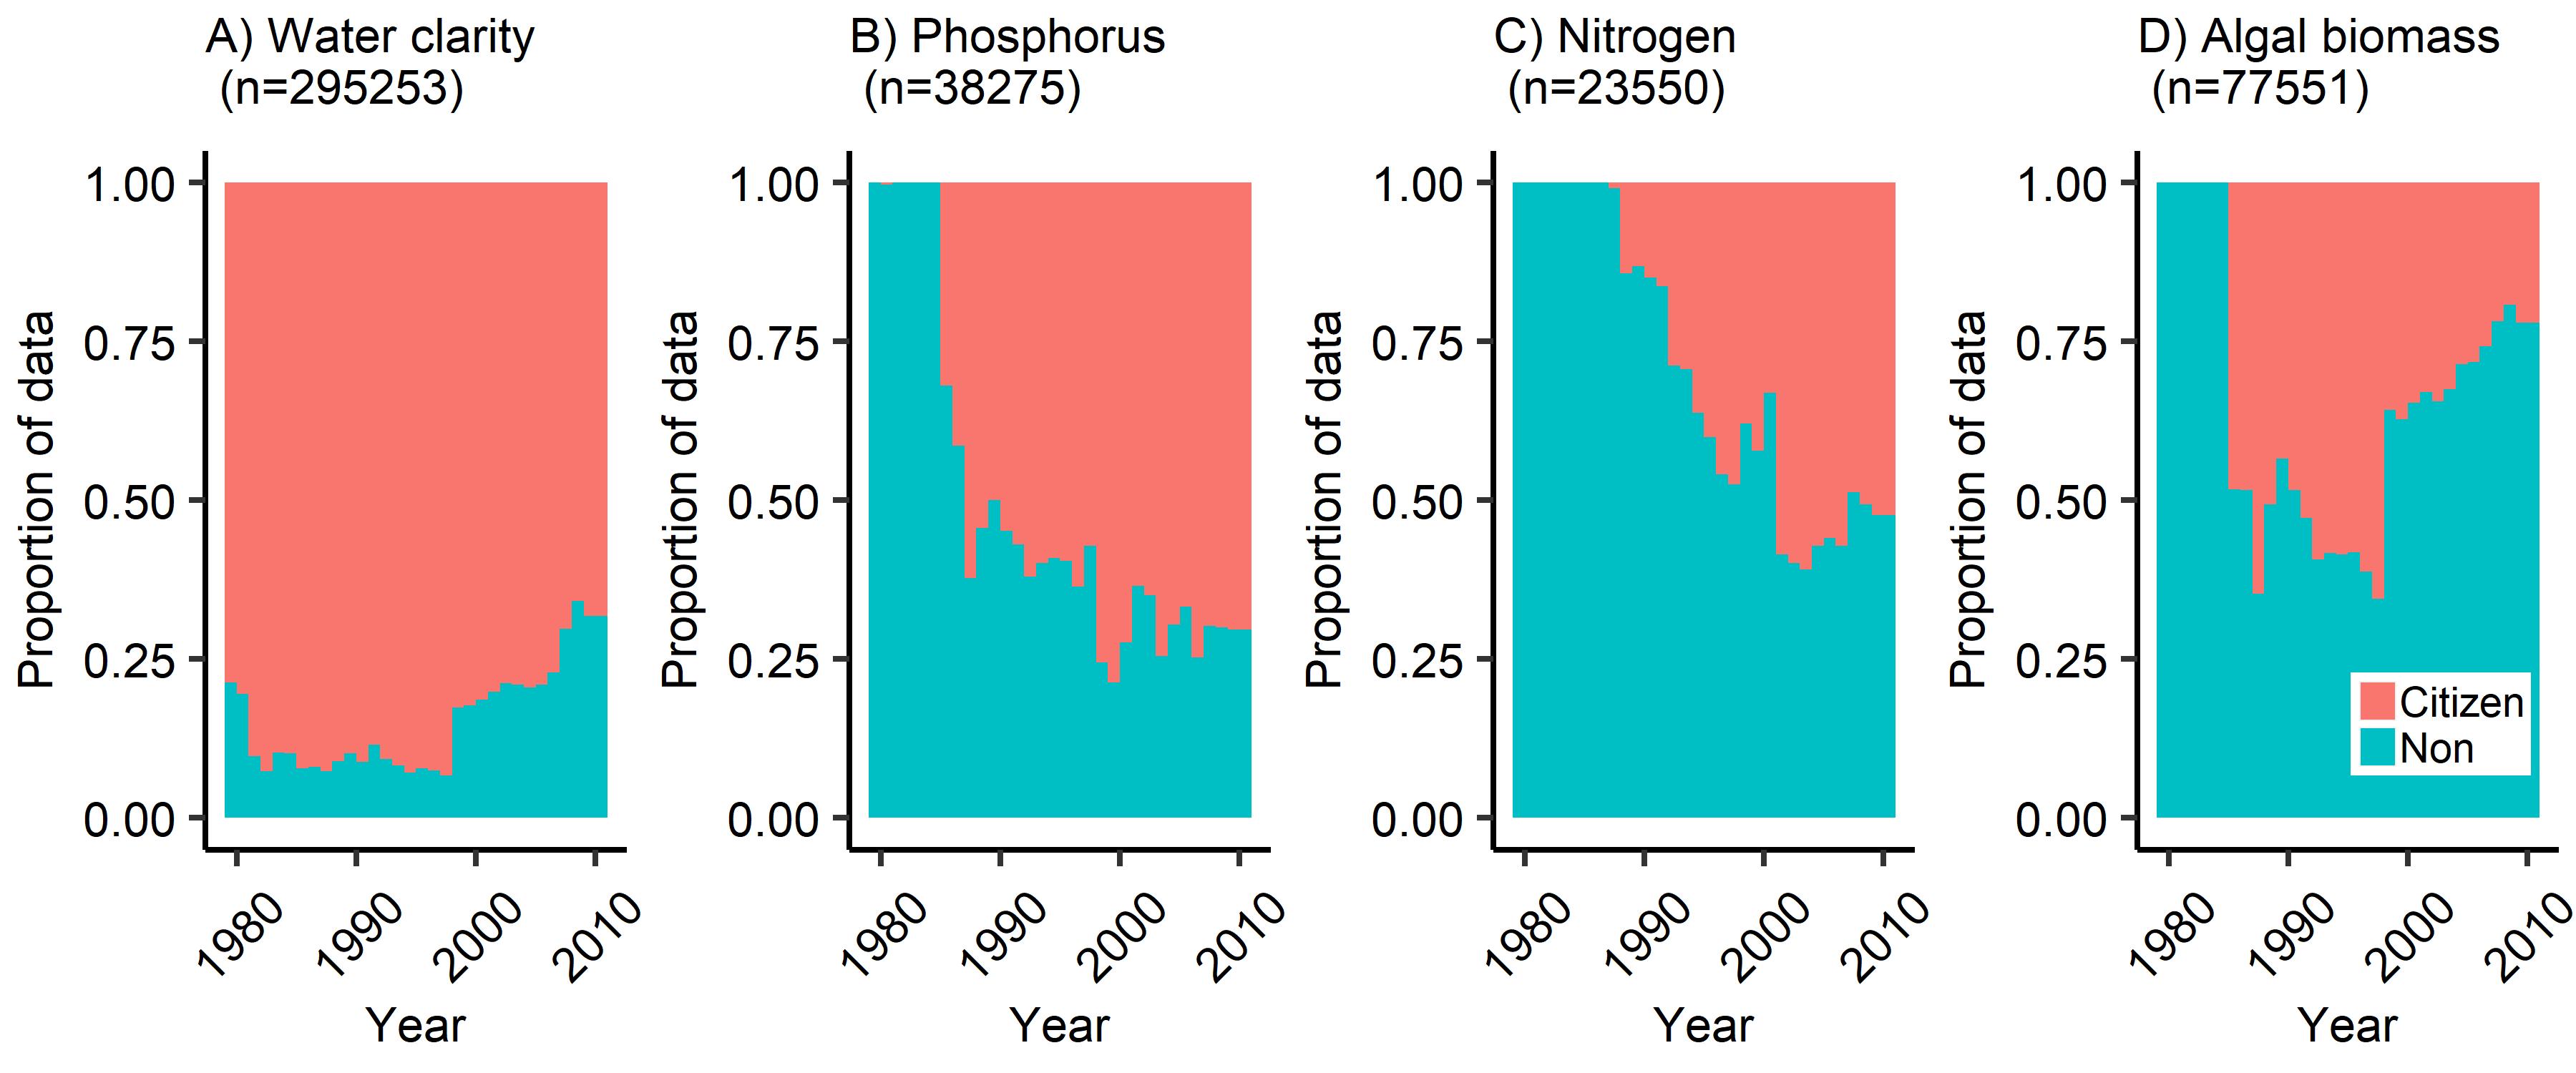 A) Water clarity
(n=295253)
Proportion of data
1.00
0.75
0.50
0.25
0.00
1980
1990
2000
2010
Year
B) Phosphorus
(n=38275)
Proportion of data
1.00
0.75
0.50
0.25
0.00
1980
1990
2000
2010
Year
C) Nitrogen
(n=23550)
Proportion of data
1.00
0.75
0.50
0.25
0.00
1980
1990
2000
2010
Year
D) Algal biomass
(n=77551)
Proportion of data
1.00
0.75
0.50
0.25
0.00
Citizen
Non
1980
1990
2000
2010
Year